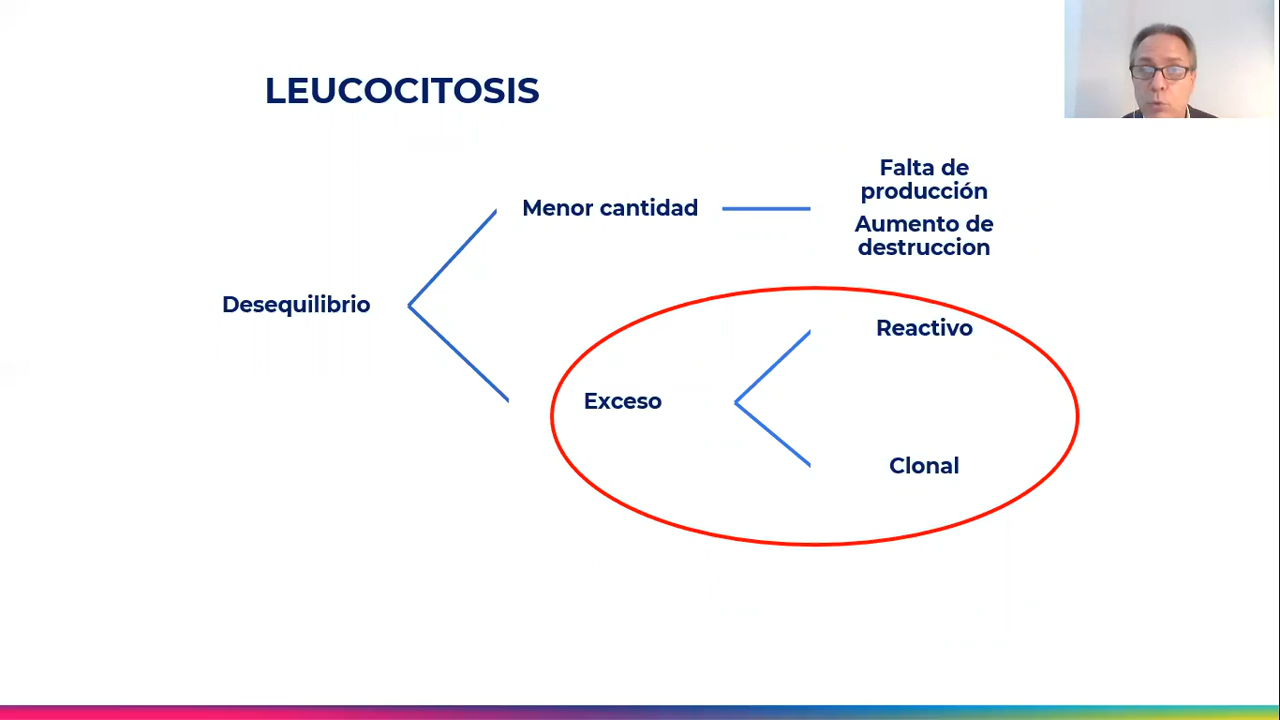 LEUCOCITOSIS
Falta de
producción
Menor cantidad
Aumento de
destruccion
Desequilibrio
Reactivo
Exceso
Clonal